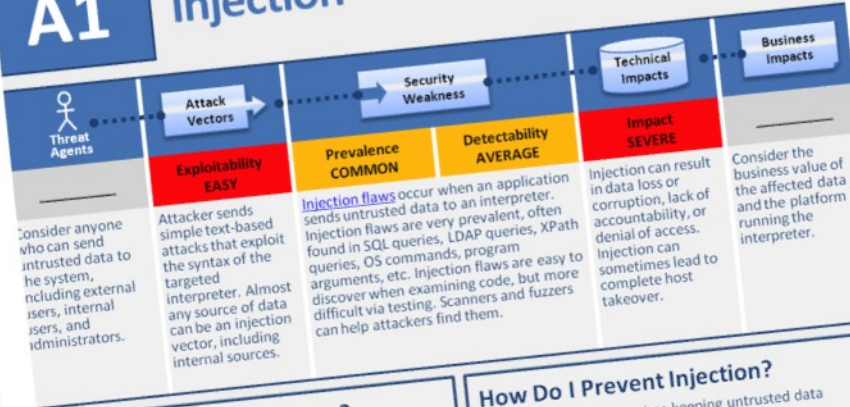 A1
Injection
Threat
Agents
Attack
Vectors
Security
Weakness
Technical
Impacts
Business
Impacts
Exploitability
EASY
Prevalence
COMMON
Detectability
AVERAGE
Impact
SEVERE
Consider anyone
who can send
untrusted data to
the system,
including external
users, internal
users, and
administrators.
Attacker sends
simple text-based
attacks that exploit
the syntax of the
targeted
interpreter. Almost
any source of data
can be an injection
vector, including
internal sources.
Injection flaws occur when an application
sends untrusted data to an interpreter.
Injection flaws are very prevalent, often
found in SQL queries, LDAP queries, XPath
queries, OS commands, program
arguments, etc. Injection flaws are easy to
discover when examining code, but more
difficult via testing. Scanners and fuzzers
can help attackers find them.
Injection can result
in data loss or
corruption, lack of
accountability, or
denial of access.
Injection can
sometimes lead to
complete host
takeover.
Consider the
business value of
the affected data
and the platform
running the
interpreter.
?
How Do I Prevent Injection?
keeping untrusted data